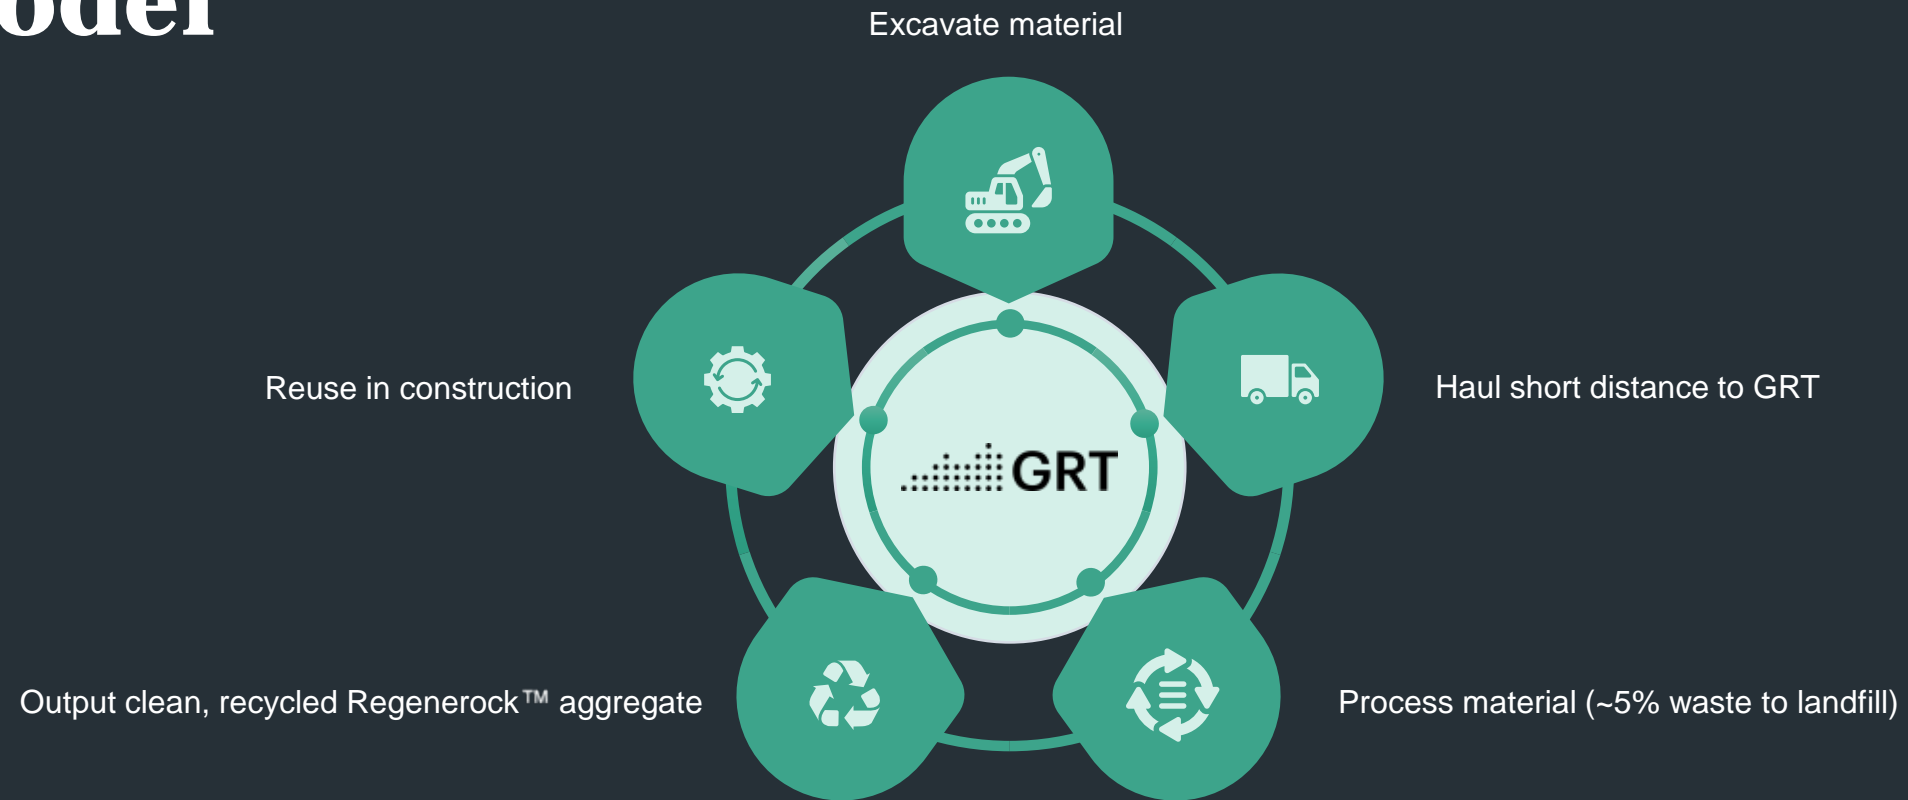 odel
Excavate material
Reuse in construction
GRT
Haul short distance to GRT
Output clean, recycled Regenerock™ aggregate
Process material (~5% waste to landfill)